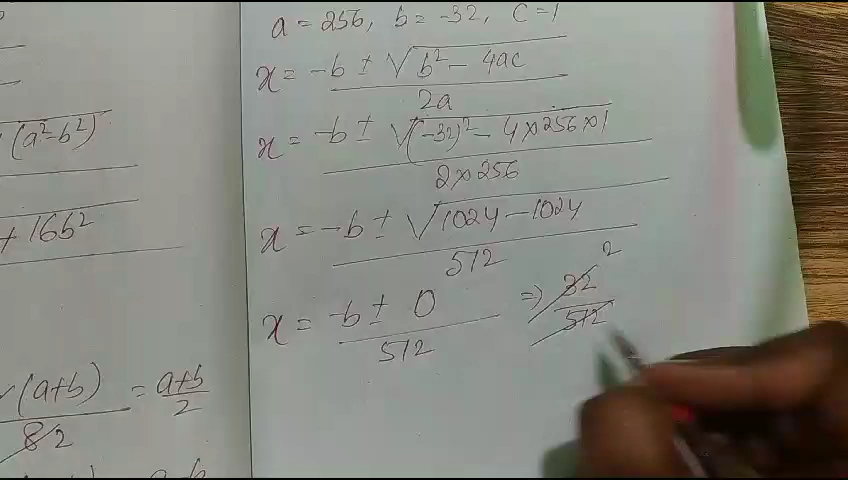 (a²-b²)
+ 16b²
(a+b) = a+b
8 2 2
a = 256, b = -32, c = 1
x = -b ± √b² - 4ac
2a
x = -b ± √(-32)² - 4×256×1
2×256
x = -b ± √1024 - 1024
512
x = -b ± 0 ⇒ 32 2
512 512